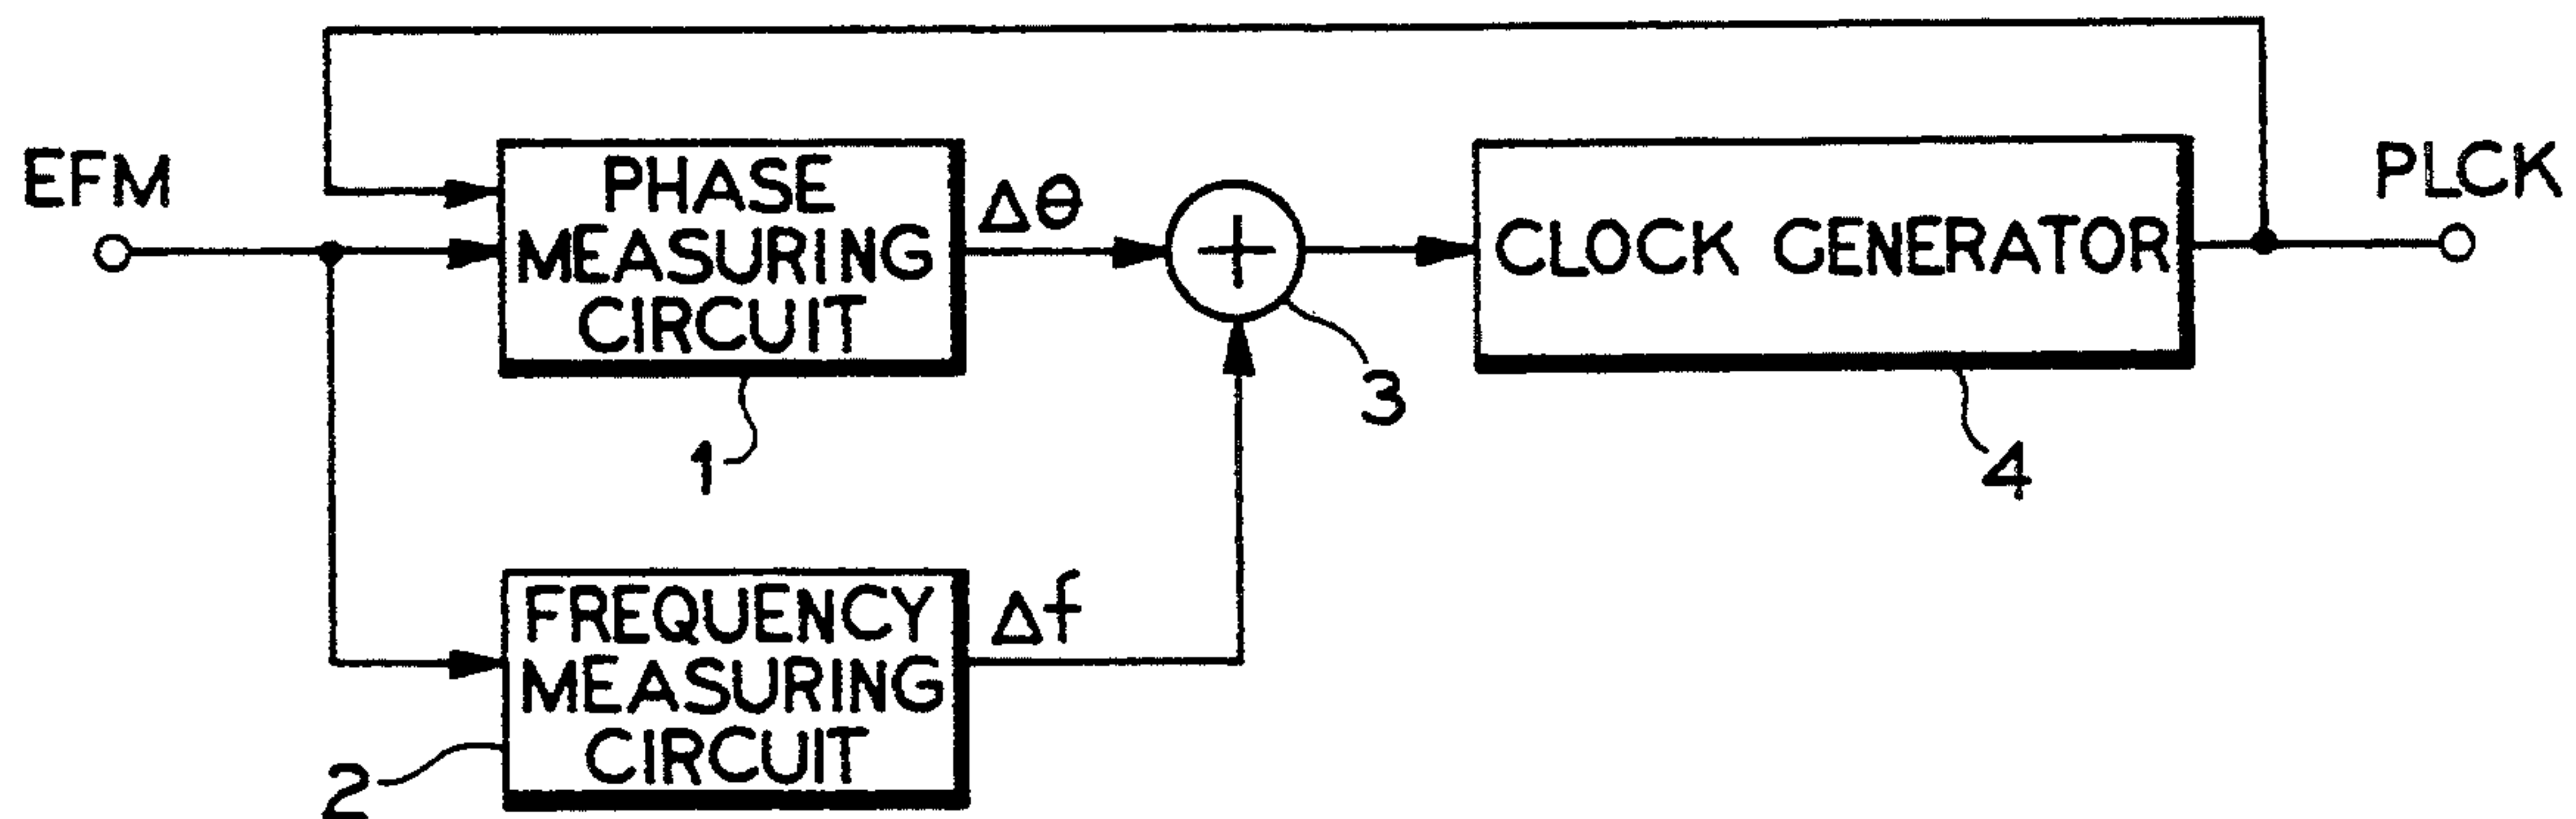 EFM
PHASE
MEASURING
CIRCUIT
1
Δθ
+
3
CLOCK GENERATOR
4
PLCK
FREQUENCY
MEASURING
CIRCUIT
2
Δf